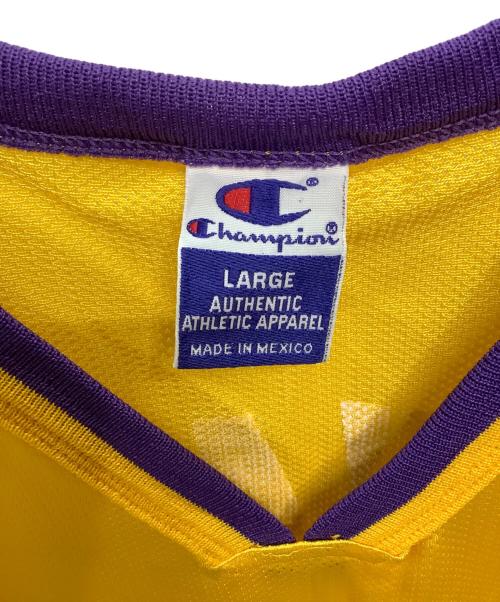 Champion
LARGE
AUTHENTIC
ATHLETIC APPAREL
MADE IN MEXICO